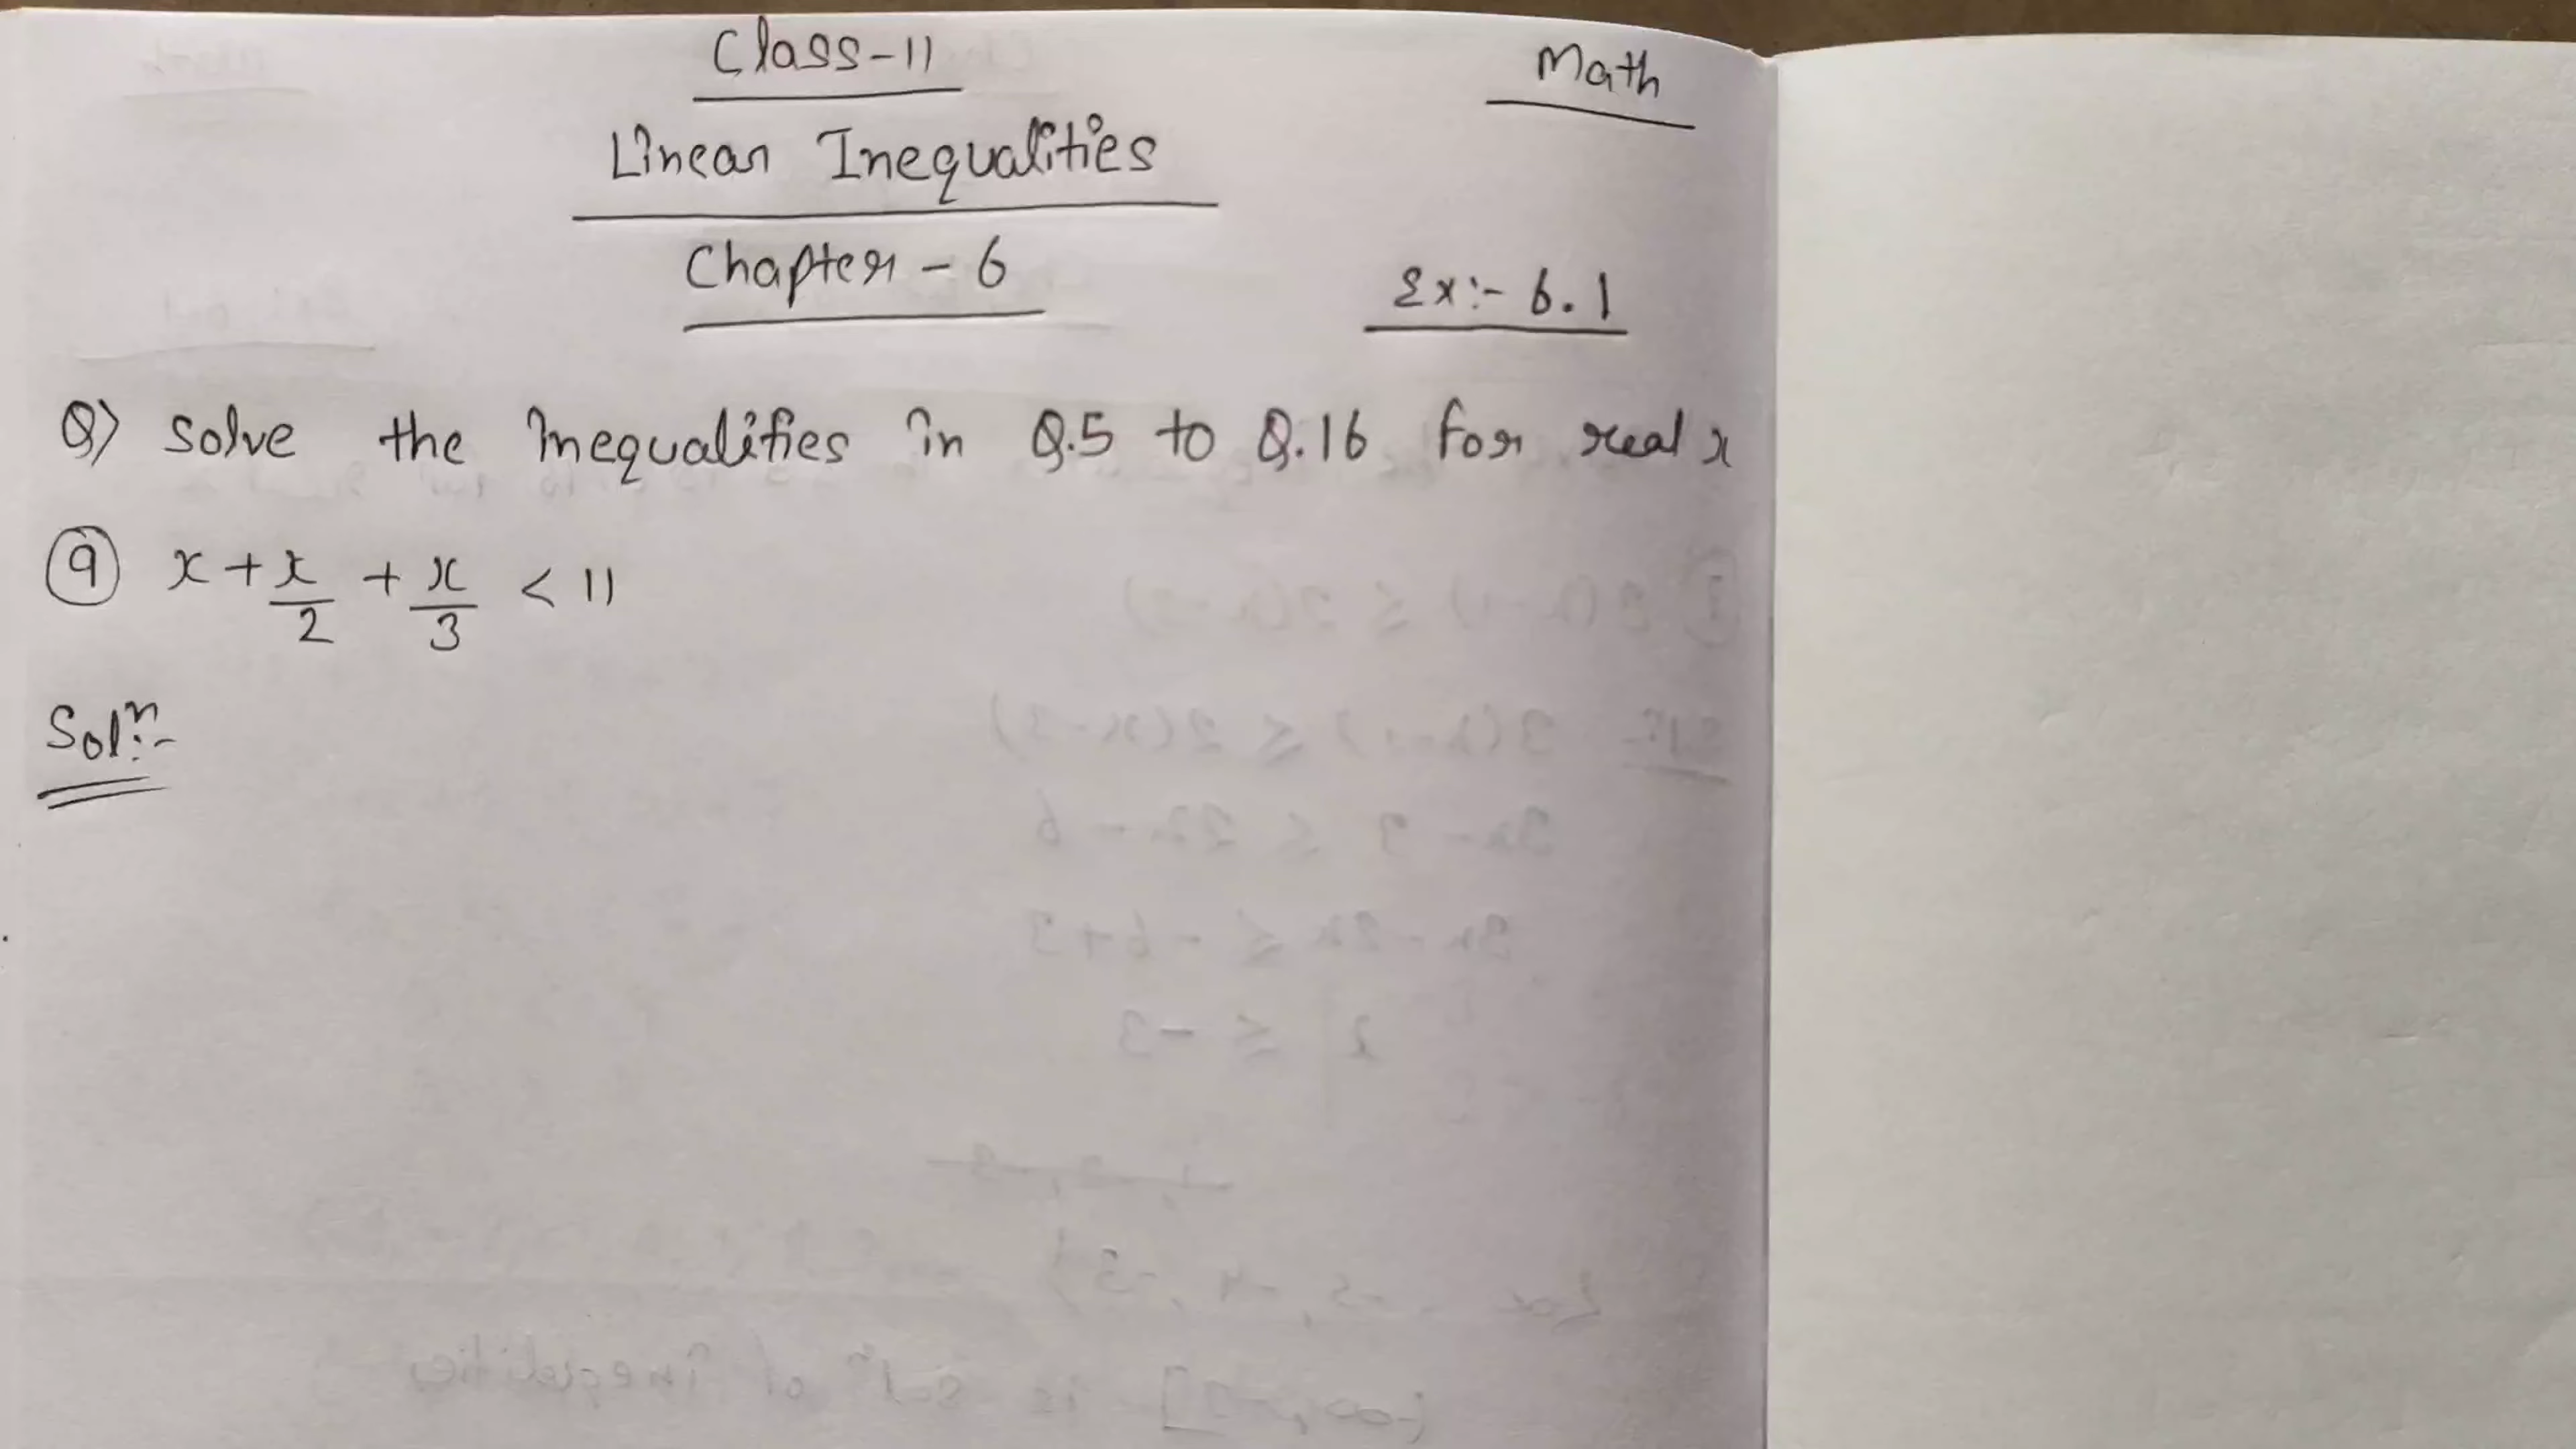 Class-11
Math
Linear Inequalities
Chapter - 6
Ex:- 6.1
Q) solve the Inequalities in Q.5 to Q.16 for real x
9 x + x/2 + x/3 < 11
Solⁿ:-